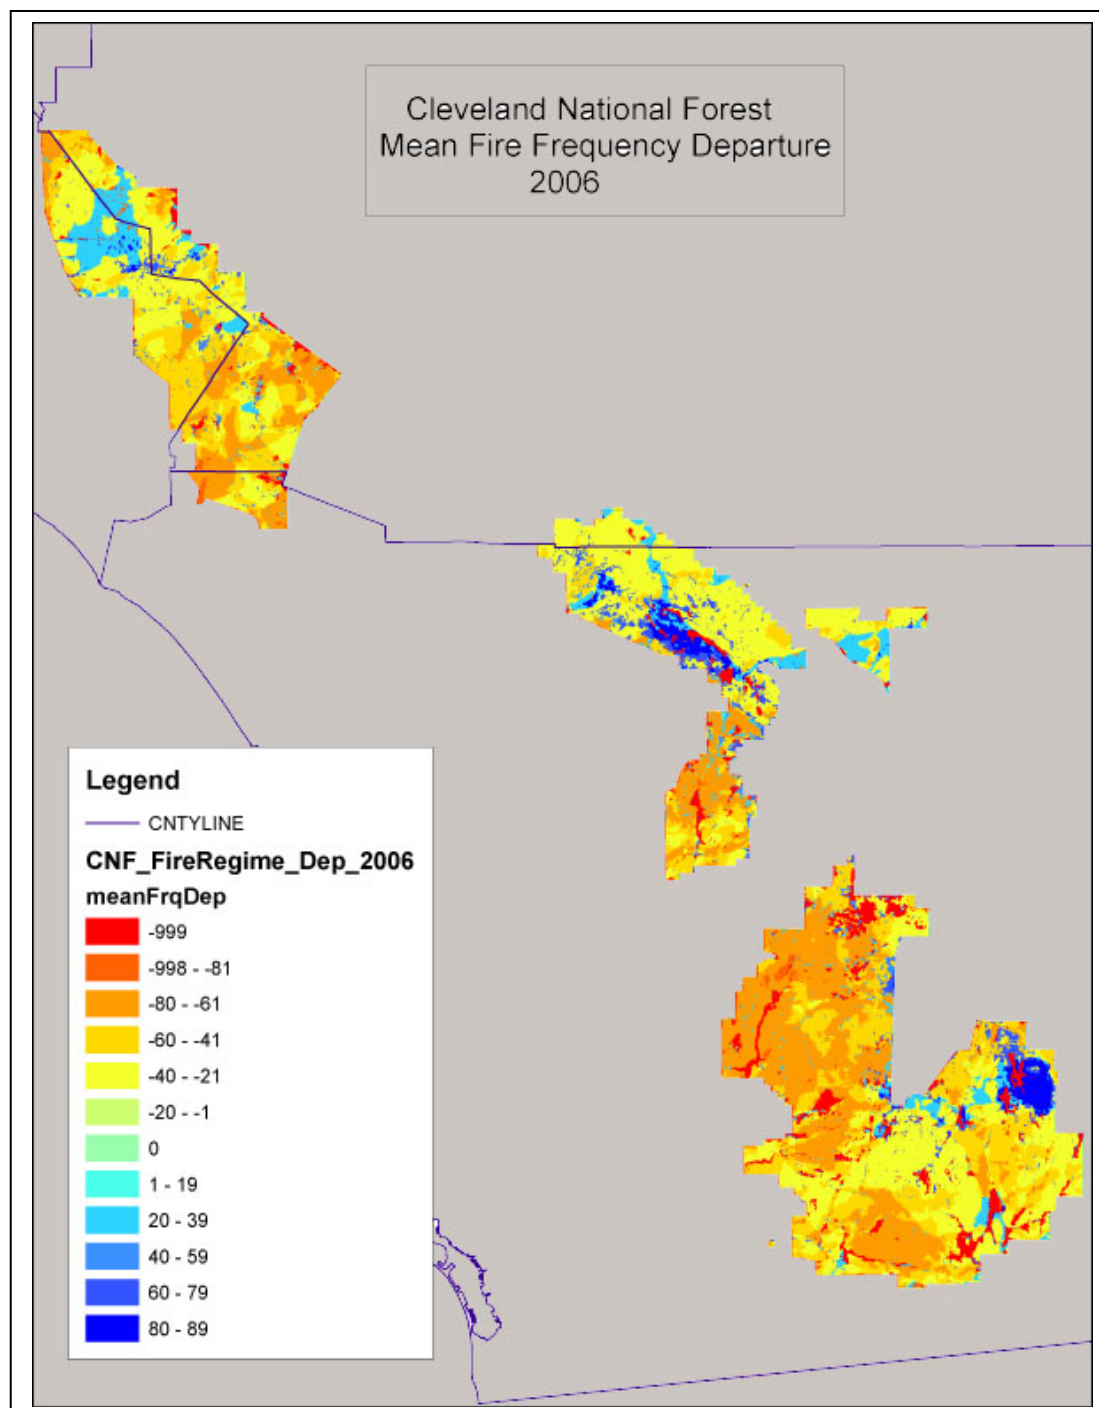 Cleveland National Forest
Mean Fire Frequency Departure
2006
Legend
CNTYLINE
CNF_FireRegime_Dep_2006
meanFrqDep
-999
-998 - -81
-80 - -61
-60 - -41
-40 - -21
-20 - -1
0
1 - 19
20 - 39
40 - 59
60 - 79
80 - 89